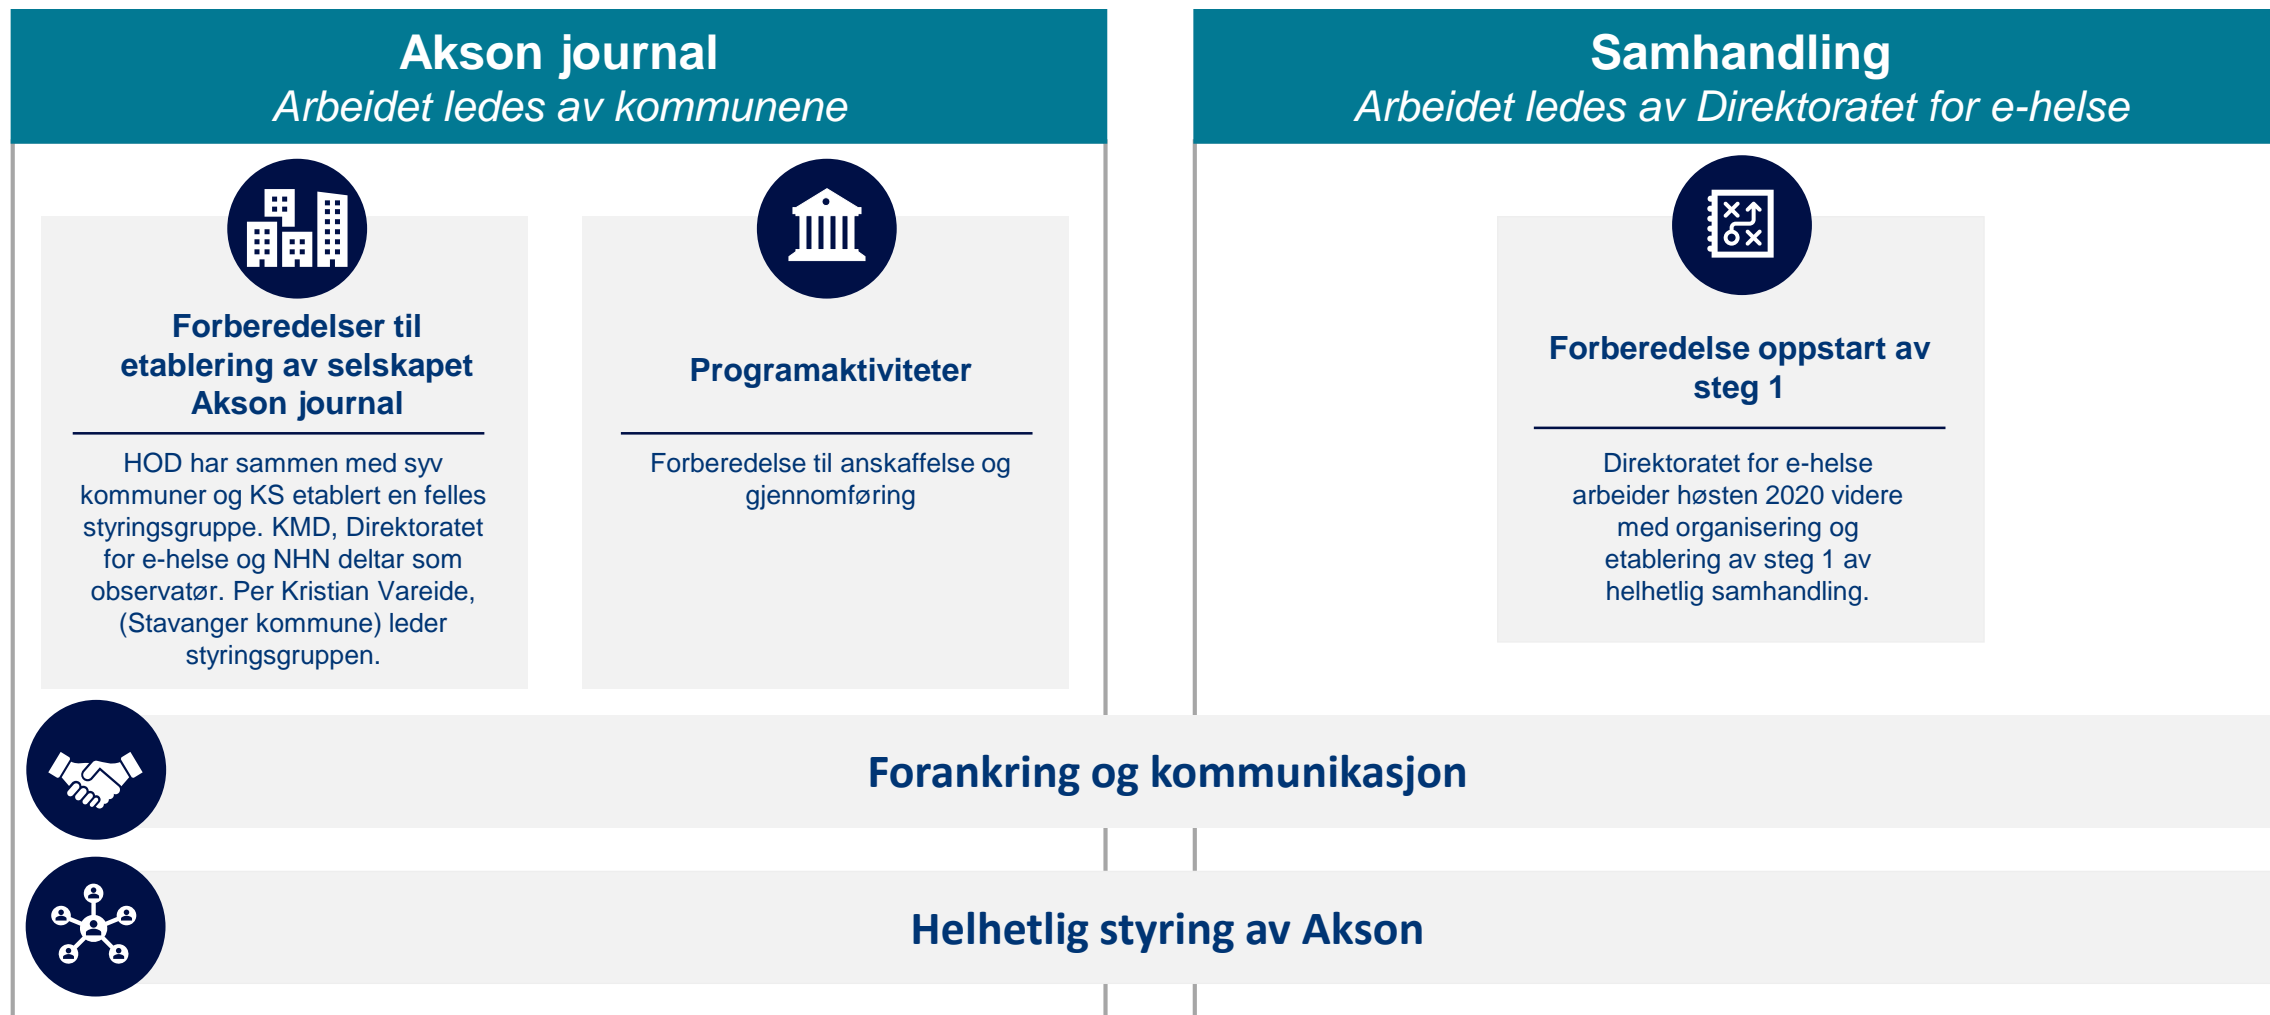 Akson journal
Arbeidet ledes av kommunene
Forberedelser til
etablering av selskapet
Akson journal
HOD har sammen med syv
kommuner og KS etablert en felles
styringsgruppe. KMD, Direktoratet
for e-helse og NHN deltar som
observatør. Per Kristian Vareide,
(Stavanger kommune) leder
styringsgruppen.
Programaktiviteter
Forberedelse til anskaffelse og
gjennomføring
Samhandling
Arbeidet ledes av Direktoratet for e-helse
Forberedelse oppstart av
steg 1
Direktoratet for e-helse
arbeider høsten 2020 videre
med organisering og
etablering av steg 1 av
helhetlig samhandling.
Forankring og kommunikasjon
Helhetlig styring av Akson